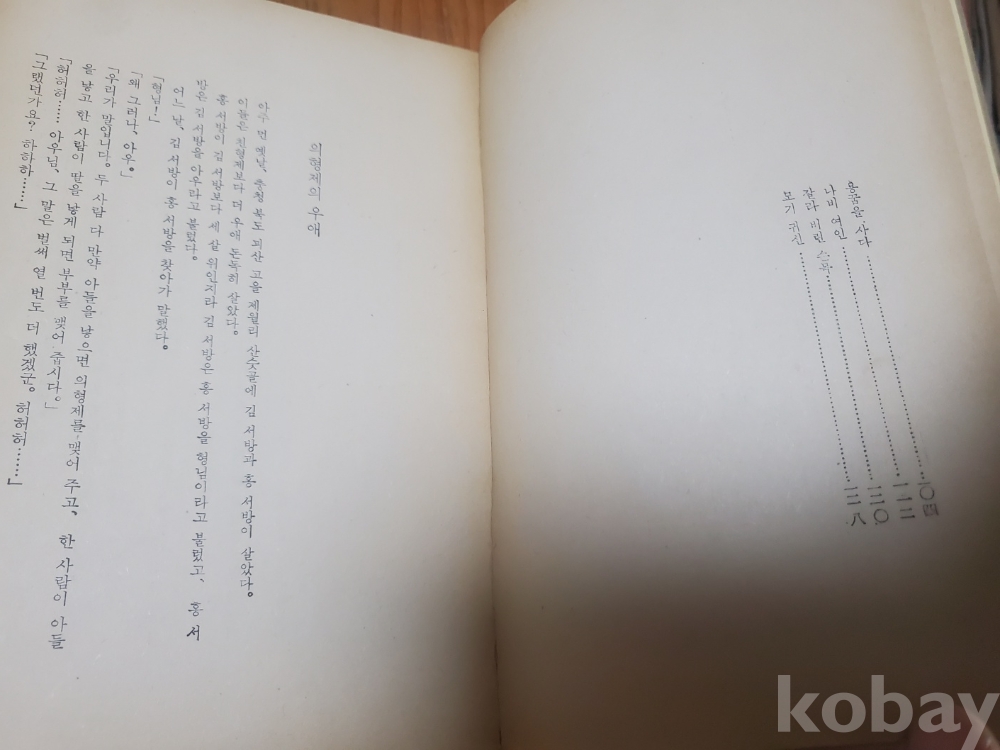 용꿈을 사다……………………一〇四
나비 여인……………………一一二
잘라 버린 스무……………………一二〇
모기 귀신……………………一二八
의형제의 우애
아주 먼 옛날, 충청 북도 괴산 고을 제월리 산숫골에 김 서방과 홍 서방이 살았다。
이들은 친형제보다 더 우애 돈독히 살았다。
홍 서방이 김 서방보다 세 살 위인지라 김 서방은 홍 서방을 형님이라고 불렀고、 홍 서
방은 김 서방을 아우라고 불렀다。
어느 날、 김 서방이 홍 서방을 찾아가 말했다。
「형님!」
「왜 그러나、 아우。」
「우리가 말입니다。 두 사람 다 만약 아들을 낳으면 의형제를 맺어 주고、 한 사람이 아들
을 낳고 한 사람이 딸을 낳게 되면 부부를 맺어 줍시다。」
「허허허…… 아우님、 그 말은 벌써 열 번도 더 했겠군。 허허허……」
「그랬던가요? 하하하……」
kobay